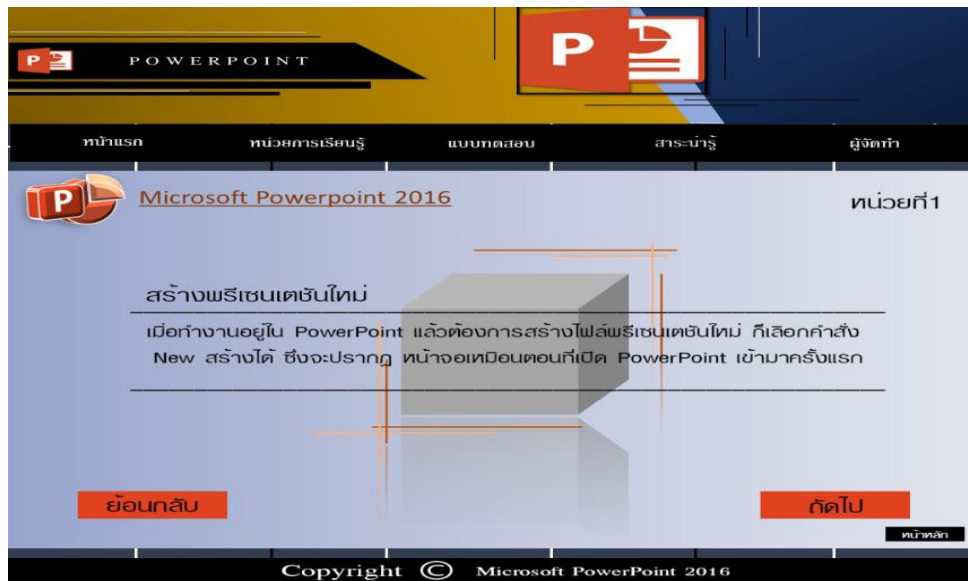 P
POWERPOINT
P
หน้าแรก หน่วยการเรียนรู้ แบบทดสอบ สาระน่ารู้ ผู้จัดทำ
P
Microsoft Powerpoint 2016
หน่วยที่1
สร้างพรีเซนเตชันใหม่
เมื่อทำงานอยู่ใน PowerPoint แล้วต้องการสร้างไฟล์พรีเซนเตชันใหม่ ก็เลือกคำสั่ง
New สร้างได้ ซึ่งจะปรากฏ หน้าจอเหมือนตอนที่เปิด PowerPoint เข้ามาครั้งแรก
ย้อนกลับ
ถัดไป
หน้าหลัก
Copyright © Microsoft PowerPoint 2016